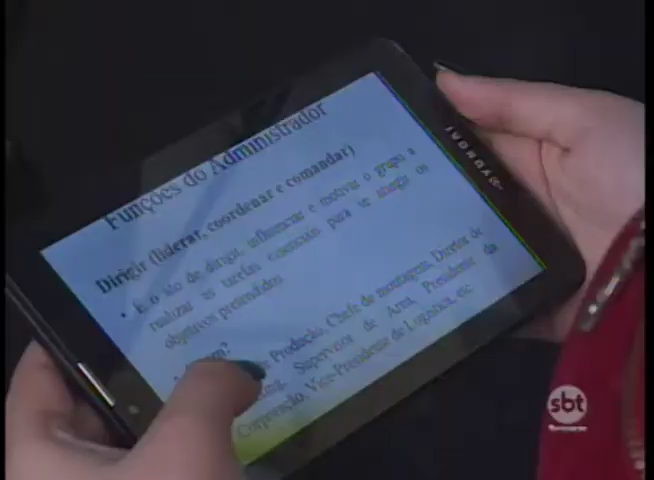 Funções do Administrador
Dirigir (liderar, coordenar e comandar)
• É o ato de dirigir, influenciar e motivar o grupo a
realizar as tarefas essenciais para se atingir os
objetivos pretendidos
Produção, Chefe de montagem, Diretor de
Supervisor de Área, Presidente da
Corporação, Vice-Presidente de Logística, etc
sbt